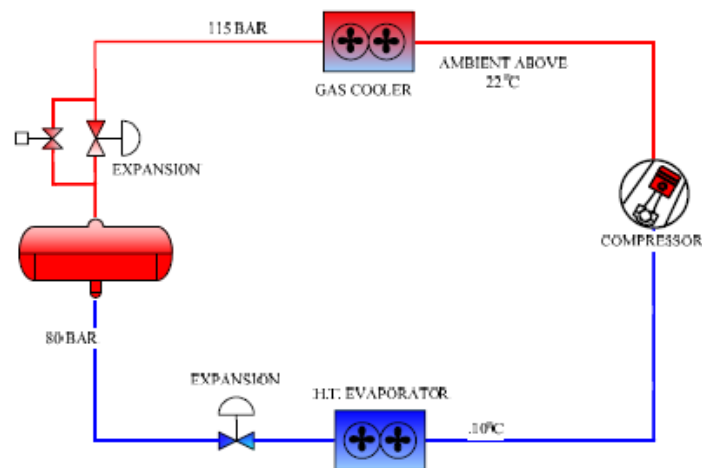 115 BAR
GAS COOLER
AMBIENT ABOVE
22°C
EXPANSION
COMPRESSOR
80 BAR
EXPANSION
H.T. EVAPORATOR
.10°C